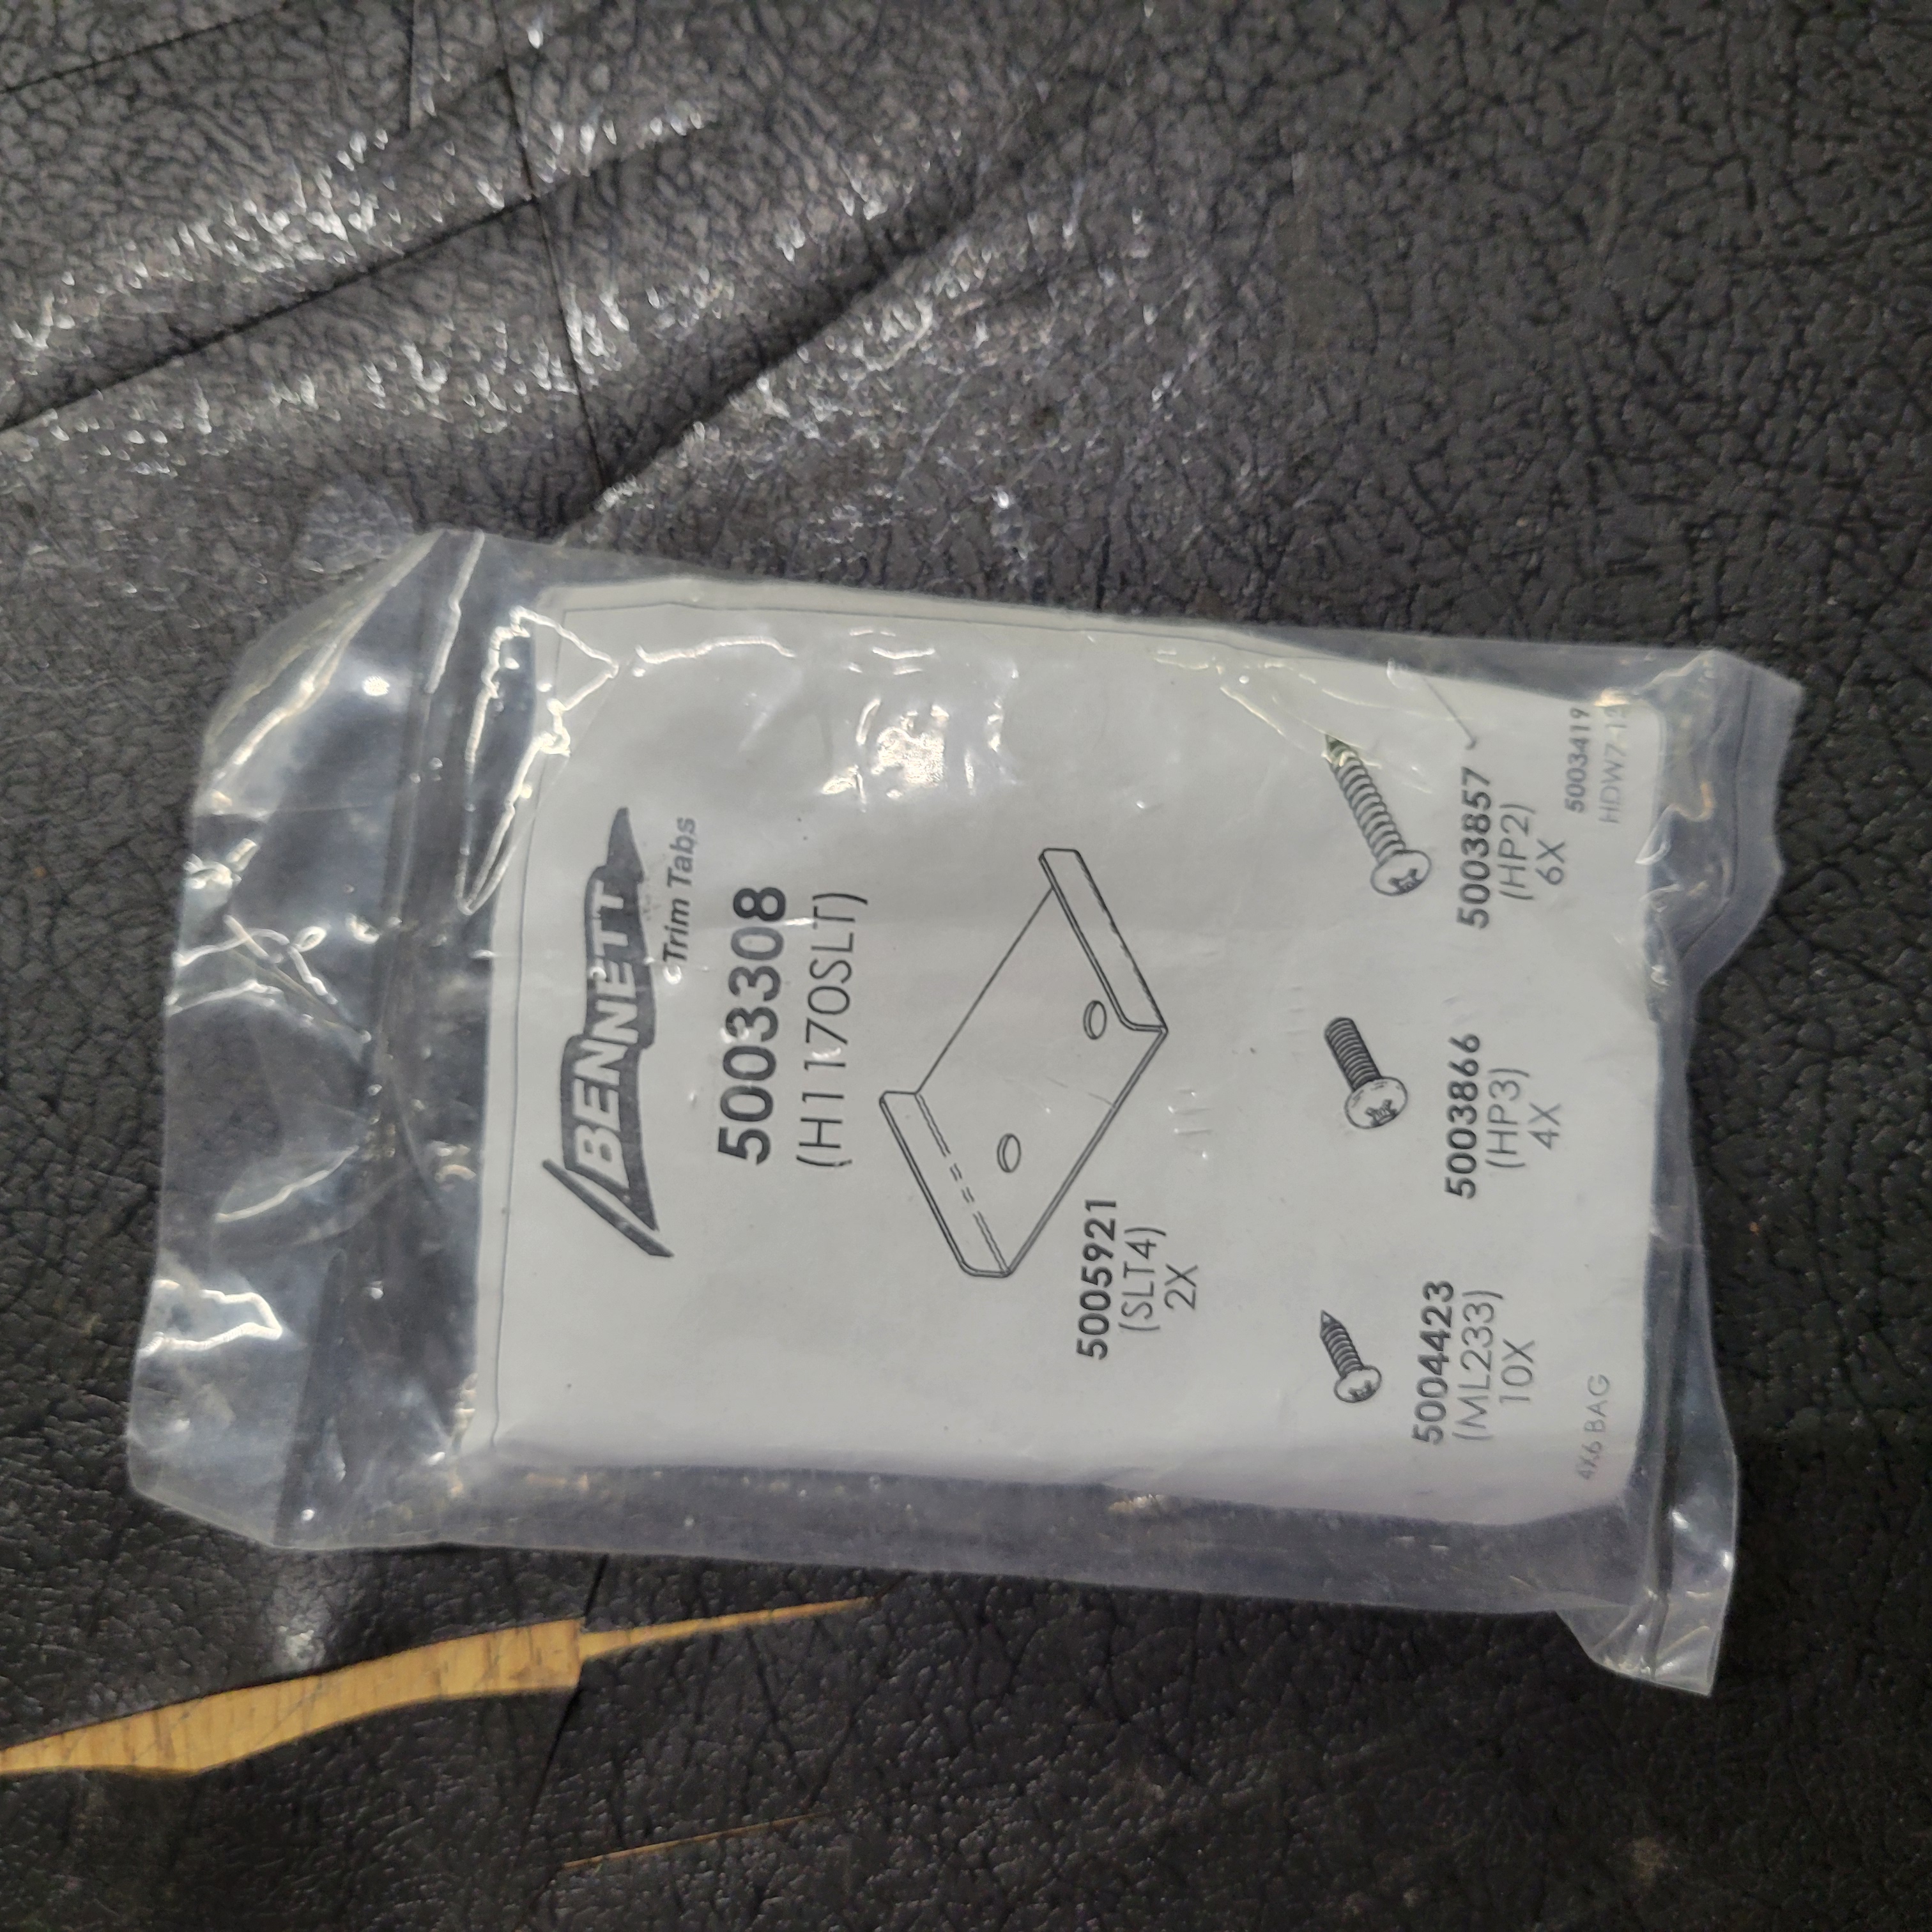 BENNETT
Trim Tabs
5003308
(H1170SLT)
5005921
(SLT4)
2X
5004423
(ML233)
10X
5003866
(HP3)
4X
5003857
(HP2)
6X
4X6 BAG
5003419